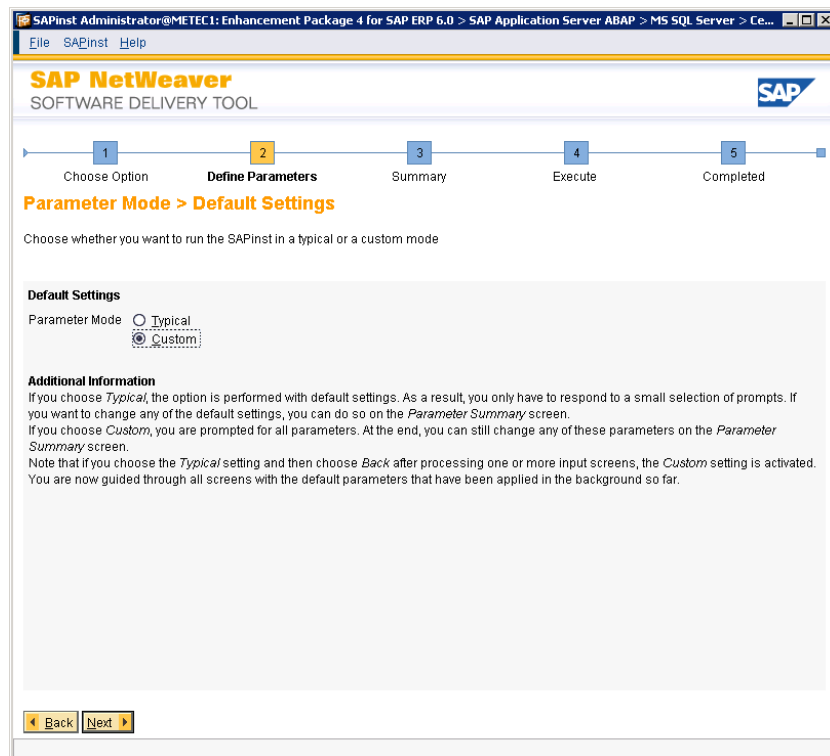 SAPinst Administrator@METEC1: Enhancement Package 4 for SAP ERP 6.0 > SAP Application Server ABAP > MS SQL Server > Ce...
File SAPinst Help
SAP NetWeaver
SOFTWARE DELIVERY TOOL
SAP
1 2 3 4 5
Choose Option Define Parameters Summary Execute Completed
Parameter Mode > Default Settings
Choose whether you want to run the SAPinst in a typical or a custom mode
Default Settings
Parameter Mode Typical
Custom
Additional Information
If you choose Typical, the option is performed with default settings. As a result, you only have to respond to a small selection of prompts. If
you want to change any of the default settings, you can do so on the Parameter Summary screen.
If you choose Custom, you are prompted for all parameters. At the end, you can still change any of these parameters on the Parameter
Summary screen.
Note that if you choose the Typical setting and then choose Back after processing one or more input screens, the Custom setting is activated.
You are now guided through all screens with the default parameters that have been applied in the background so far.
Back Next